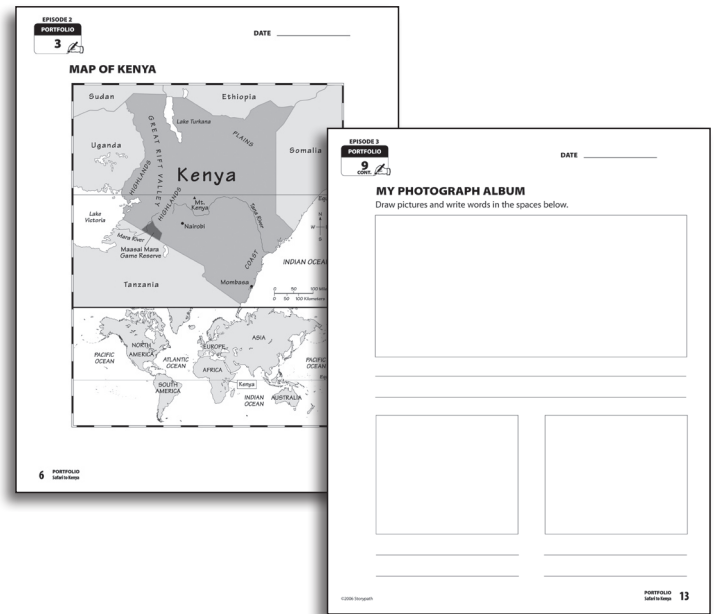 EPISODE 2
PORTFOLIO
3
DATE
MAP OF KENYA
Sudan
Ethiopia
Lake Turkana
PLAINS
Uganda
GREAT RIFT VALLEY
Somalia
HIGHLANDS
Kenya
HIGHLANDS
Mt.
Kenya
Lake
Victoria
Nairobi
Tana River
N
W
S
Mara River
Maasai Mara
Game Reserve
COAST
INDIAN OCEA
Tanzania
Mombasa
0 50 100 Mil
0 50 100 Kilometers
ASIA
NORTH
AMERICA
EUROPE
PACIFIC
OCEAN
ATLANTIC
OCEAN
PACIFIC
OCEAN
AFRICA
SOUTH
AMERICA
Kenya
INDIAN
OCEAN
AUSTRALIA
6 PORTFOLIO
Safari to Kenya
EPISODE 3
PORTFOLIO
9
CONT.
DATE
MY PHOTOGRAPH ALBUM
Draw pictures and write words in the spaces below.
©2006 Storypath
PORTFOLIO
Safari to Kenya 13